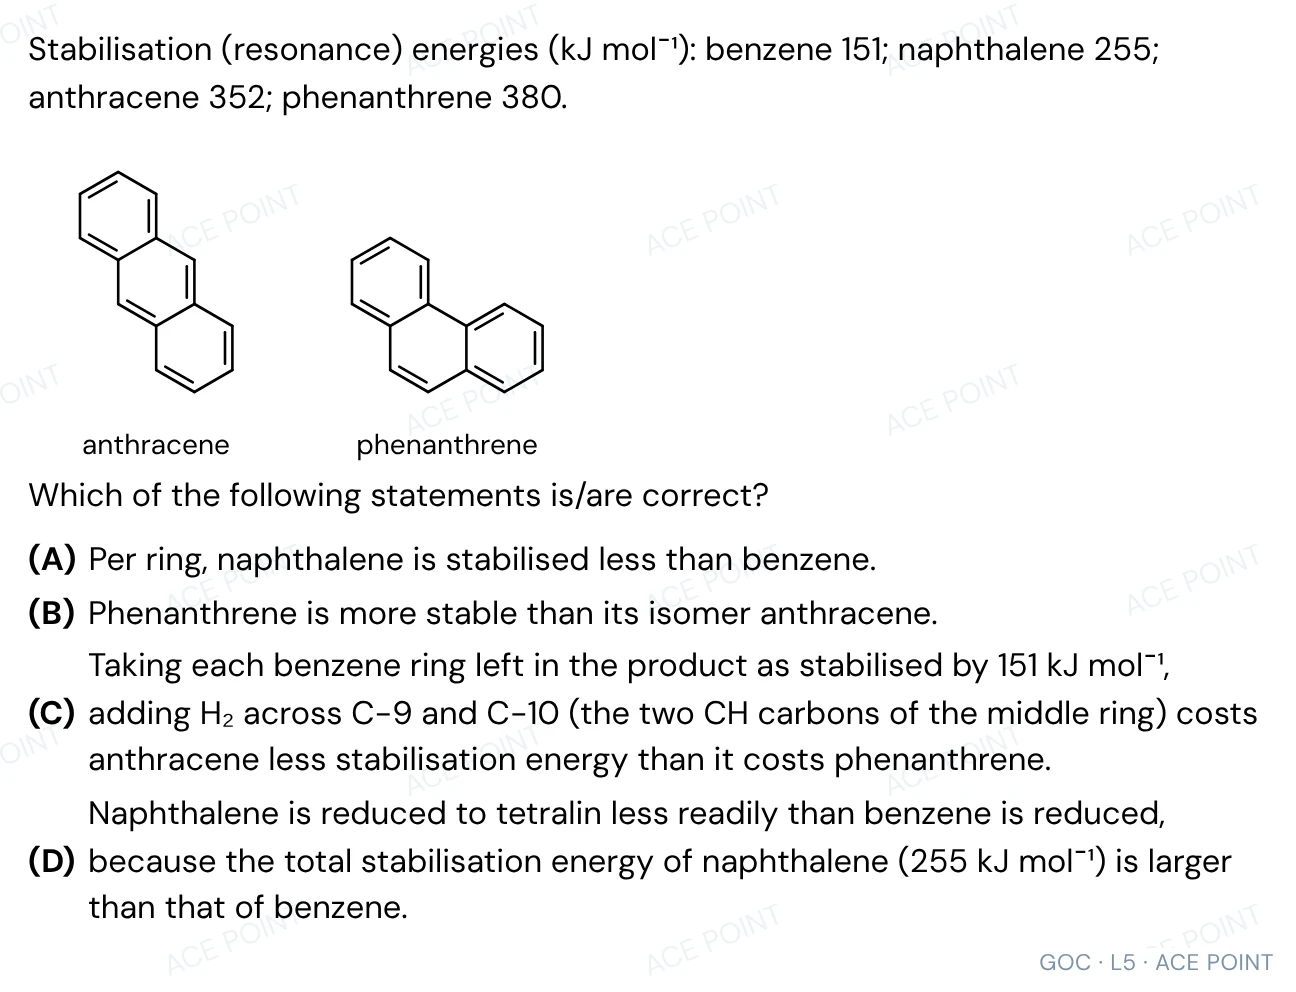 Stabilisation (resonance) energies (kJ mol⁻¹): benzene 151; naphthalene 255;
anthracene 352; phenanthrene 380.
anthracene phenanthrene
Which of the following statements is/are correct?
(A) Per ring, naphthalene is stabilised less than benzene.
(B) Phenanthrene is more stable than its isomer anthracene.
Taking each benzene ring left in the product as stabilised by 151 kJ mol⁻¹,
(C) adding H₂ across C–9 and C–10 (the two CH carbons of the middle ring) costs
anthracene less stabilisation energy than it costs phenanthrene.
Naphthalene is reduced to tetralin less readily than benzene is reduced,
(D) because the total stabilisation energy of naphthalene (255 kJ mol⁻¹) is larger
than that of benzene.
GOC · L5 · ACE POINT